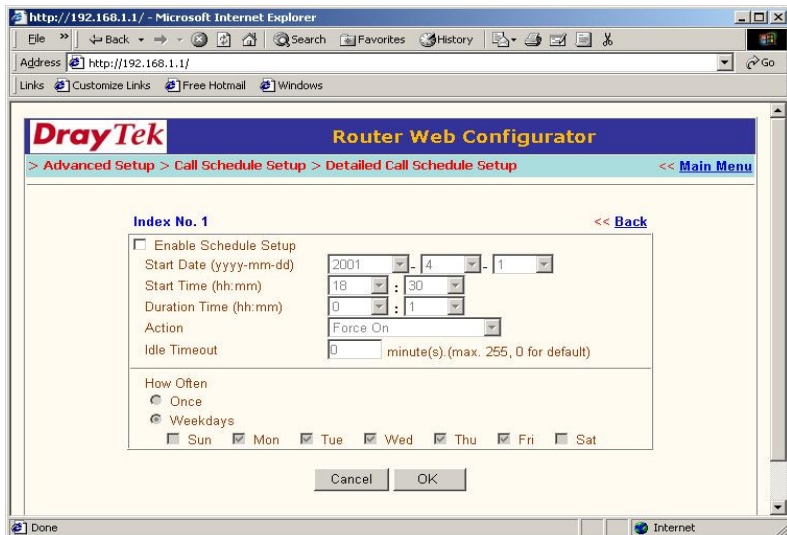 http://192.168.1.1/ - Microsoft Internet Explorer
File » Back Search Favorites History
Address http://192.168.1.1/ Go
Links Customize Links Free Hotmail Windows
DrayTek Router Web Configurator
> Advanced Setup > Call Schedule Setup > Detailed Call Schedule Setup << Main Menu
Index No. 1 << Back
Enable Schedule Setup
Start Date (yyyy-mm-dd) 2001 - 4 - 1
Start Time (hh:mm) 18 : 30
Duration Time (hh:mm) 0 : 1
Action Force On
Idle Timeout 0 minute(s).(max. 255, 0 for default)
How Often
Once
Weekdays
Sun Mon Tue Wed Thu Fri Sat
Cancel OK
Done Internet